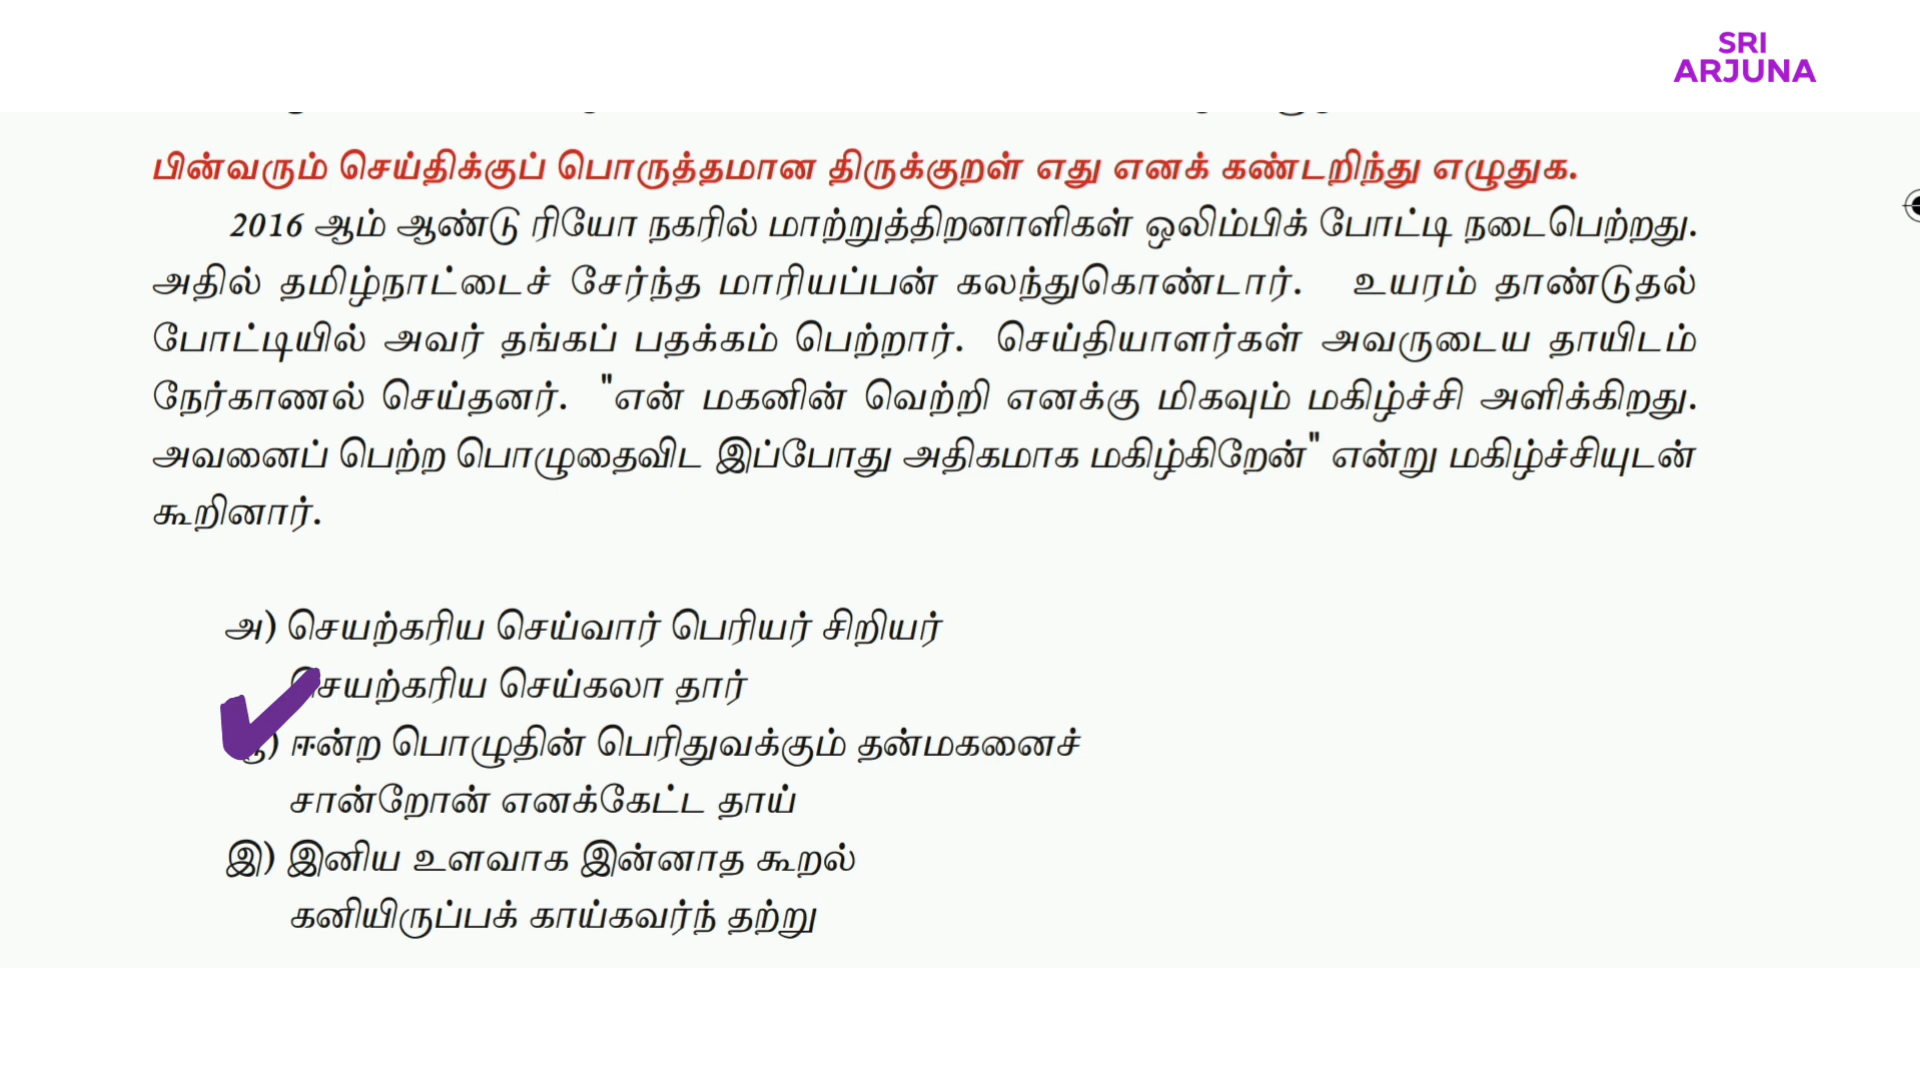 SRI
ARJUNA
பின்வரும் செய்திக்குப் பொருத்தமான திருக்குறள் எது எனக் கண்டறிந்து எழுதுக.
2016 ஆம் ஆண்டு ரியோ நகரில் மாற்றுத்திறனாளிகள் ஒலிம்பிக் போட்டி நடைபெற்றது.
அதில் தமிழ்நாட்டைச் சேர்ந்த மாரியப்பன் கலந்துகொண்டார். உயரம் தாண்டுதல்
போட்டியில் அவர் தங்கப் பதக்கம் பெற்றார். செய்தியாளர்கள் அவருடைய தாயிடம்
நேர்காணல் செய்தனர். "என் மகனின் வெற்றி எனக்கு மிகவும் மகிழ்ச்சி அளிக்கிறது.
அவனைப் பெற்ற பொழுதைவிட இப்போது அதிகமாக மகிழ்கிறேன்" என்று மகிழ்ச்சியுடன்
கூறினார்.
அ) செயற்கரிய செய்வார் பெரியர் சிறியர்
செயற்கரிய செய்கலா தார்
ஈன்ற பொழுதின் பெரிதுவக்கும் தன்மகனைச்
சான்றோன் எனக்கேட்ட தாய்
இ) இனிய உளவாக இன்னாத கூறல்
கனியிருப்பக் காய்கவர்ந் தற்று